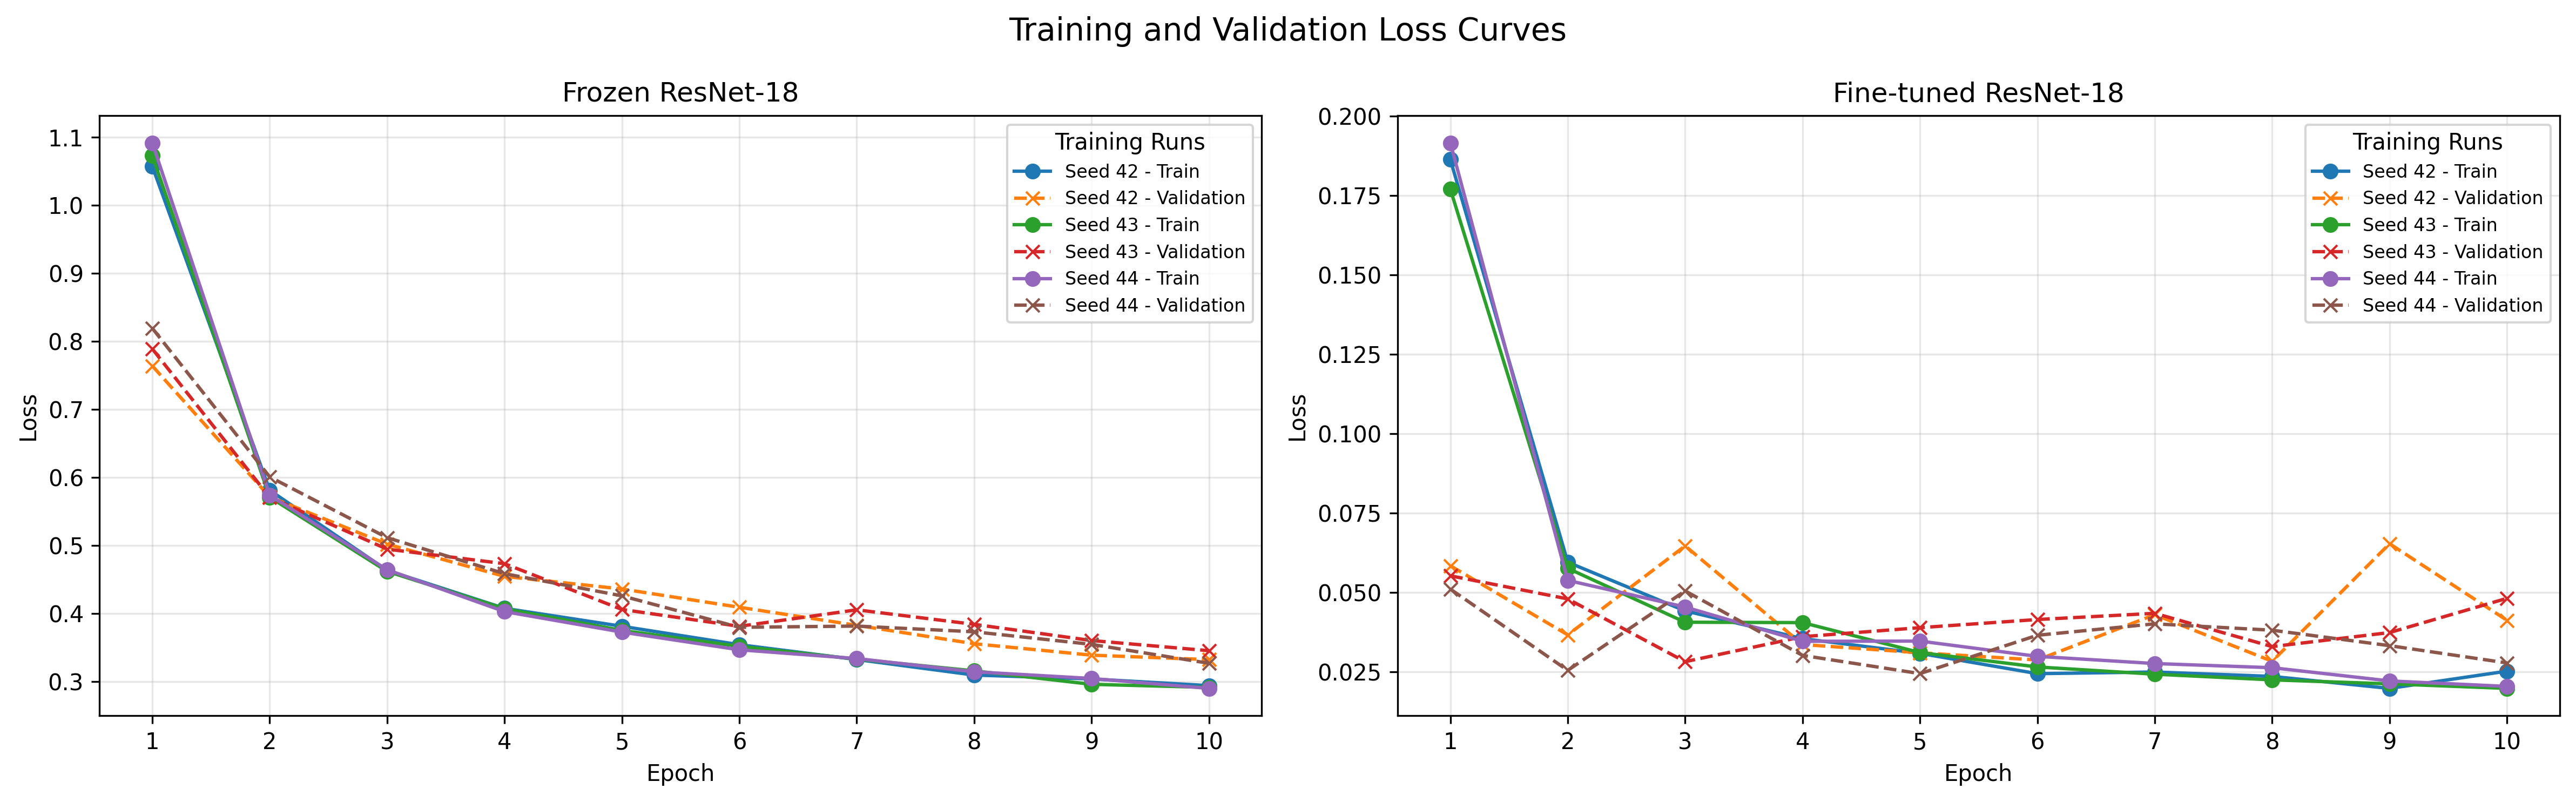 Training and Validation Loss Curves
Frozen ResNet-18
Loss
1.1
1.0
0.9
0.8
0.7
0.6
0.5
0.4
0.3
Training Runs
Seed 42 - Train
Seed 42 - Validation
Seed 43 - Train
Seed 43 - Validation
Seed 44 - Train
Seed 44 - Validation
1 2 3 4 5 6 7 8 9 10
Epoch
Fine-tuned ResNet-18
Loss
0.200
0.175
0.150
0.125
0.100
0.075
0.050
0.025
Training Runs
Seed 42 - Train
Seed 42 - Validation
Seed 43 - Train
Seed 43 - Validation
Seed 44 - Train
Seed 44 - Validation
1 2 3 4 5 6 7 8 9 10
Epoch